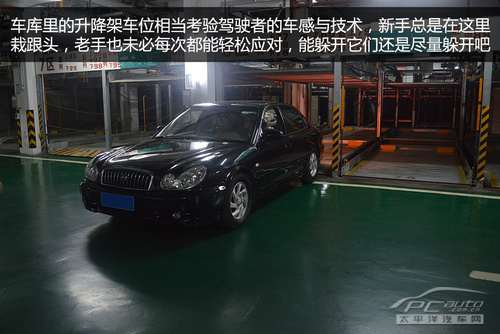 车库里的升降架车位相当考验驾驶者的车感与技术，新手总是在这里
栽跟头，老手也未必每次都能轻松应对，能躲开它们还是尽量躲开吧
PCauto
.com.cn
太平洋汽车网